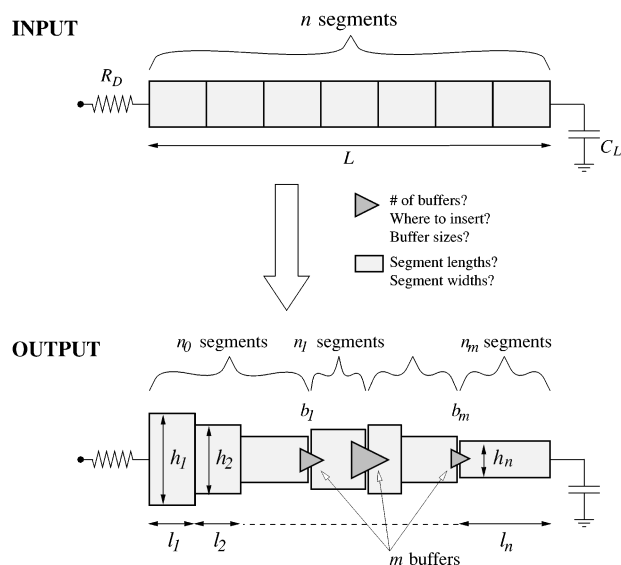 INPUT
n segments
R_D
L
C_L
# of buffers?
Where to insert?
Buffer sizes?
Segment lengths?
Segment widths?
OUTPUT
n_0 segments
n_1 segments
n_m segments
b_1
b_m
h_1
h_2
h_n
l_1
l_2
l_n
m buffers